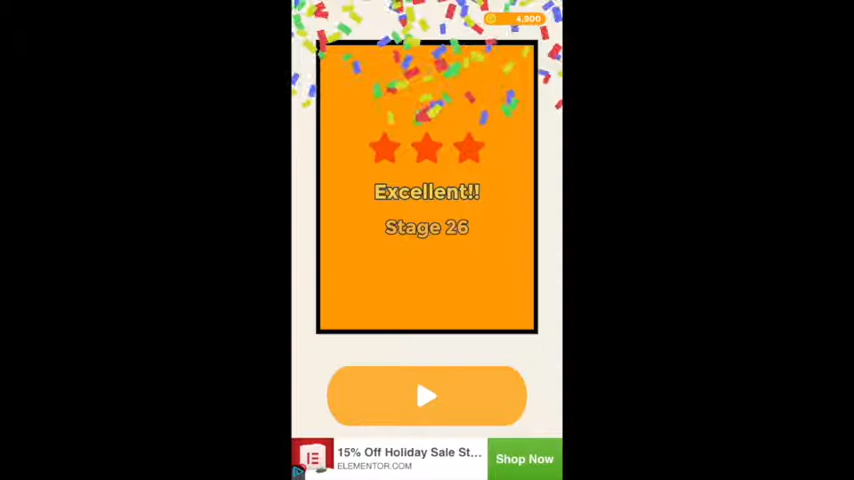 4,900
Excellent!!
Stage 26
15% Off Holiday Sale St...
ELEMENTOR.COM
Shop Now